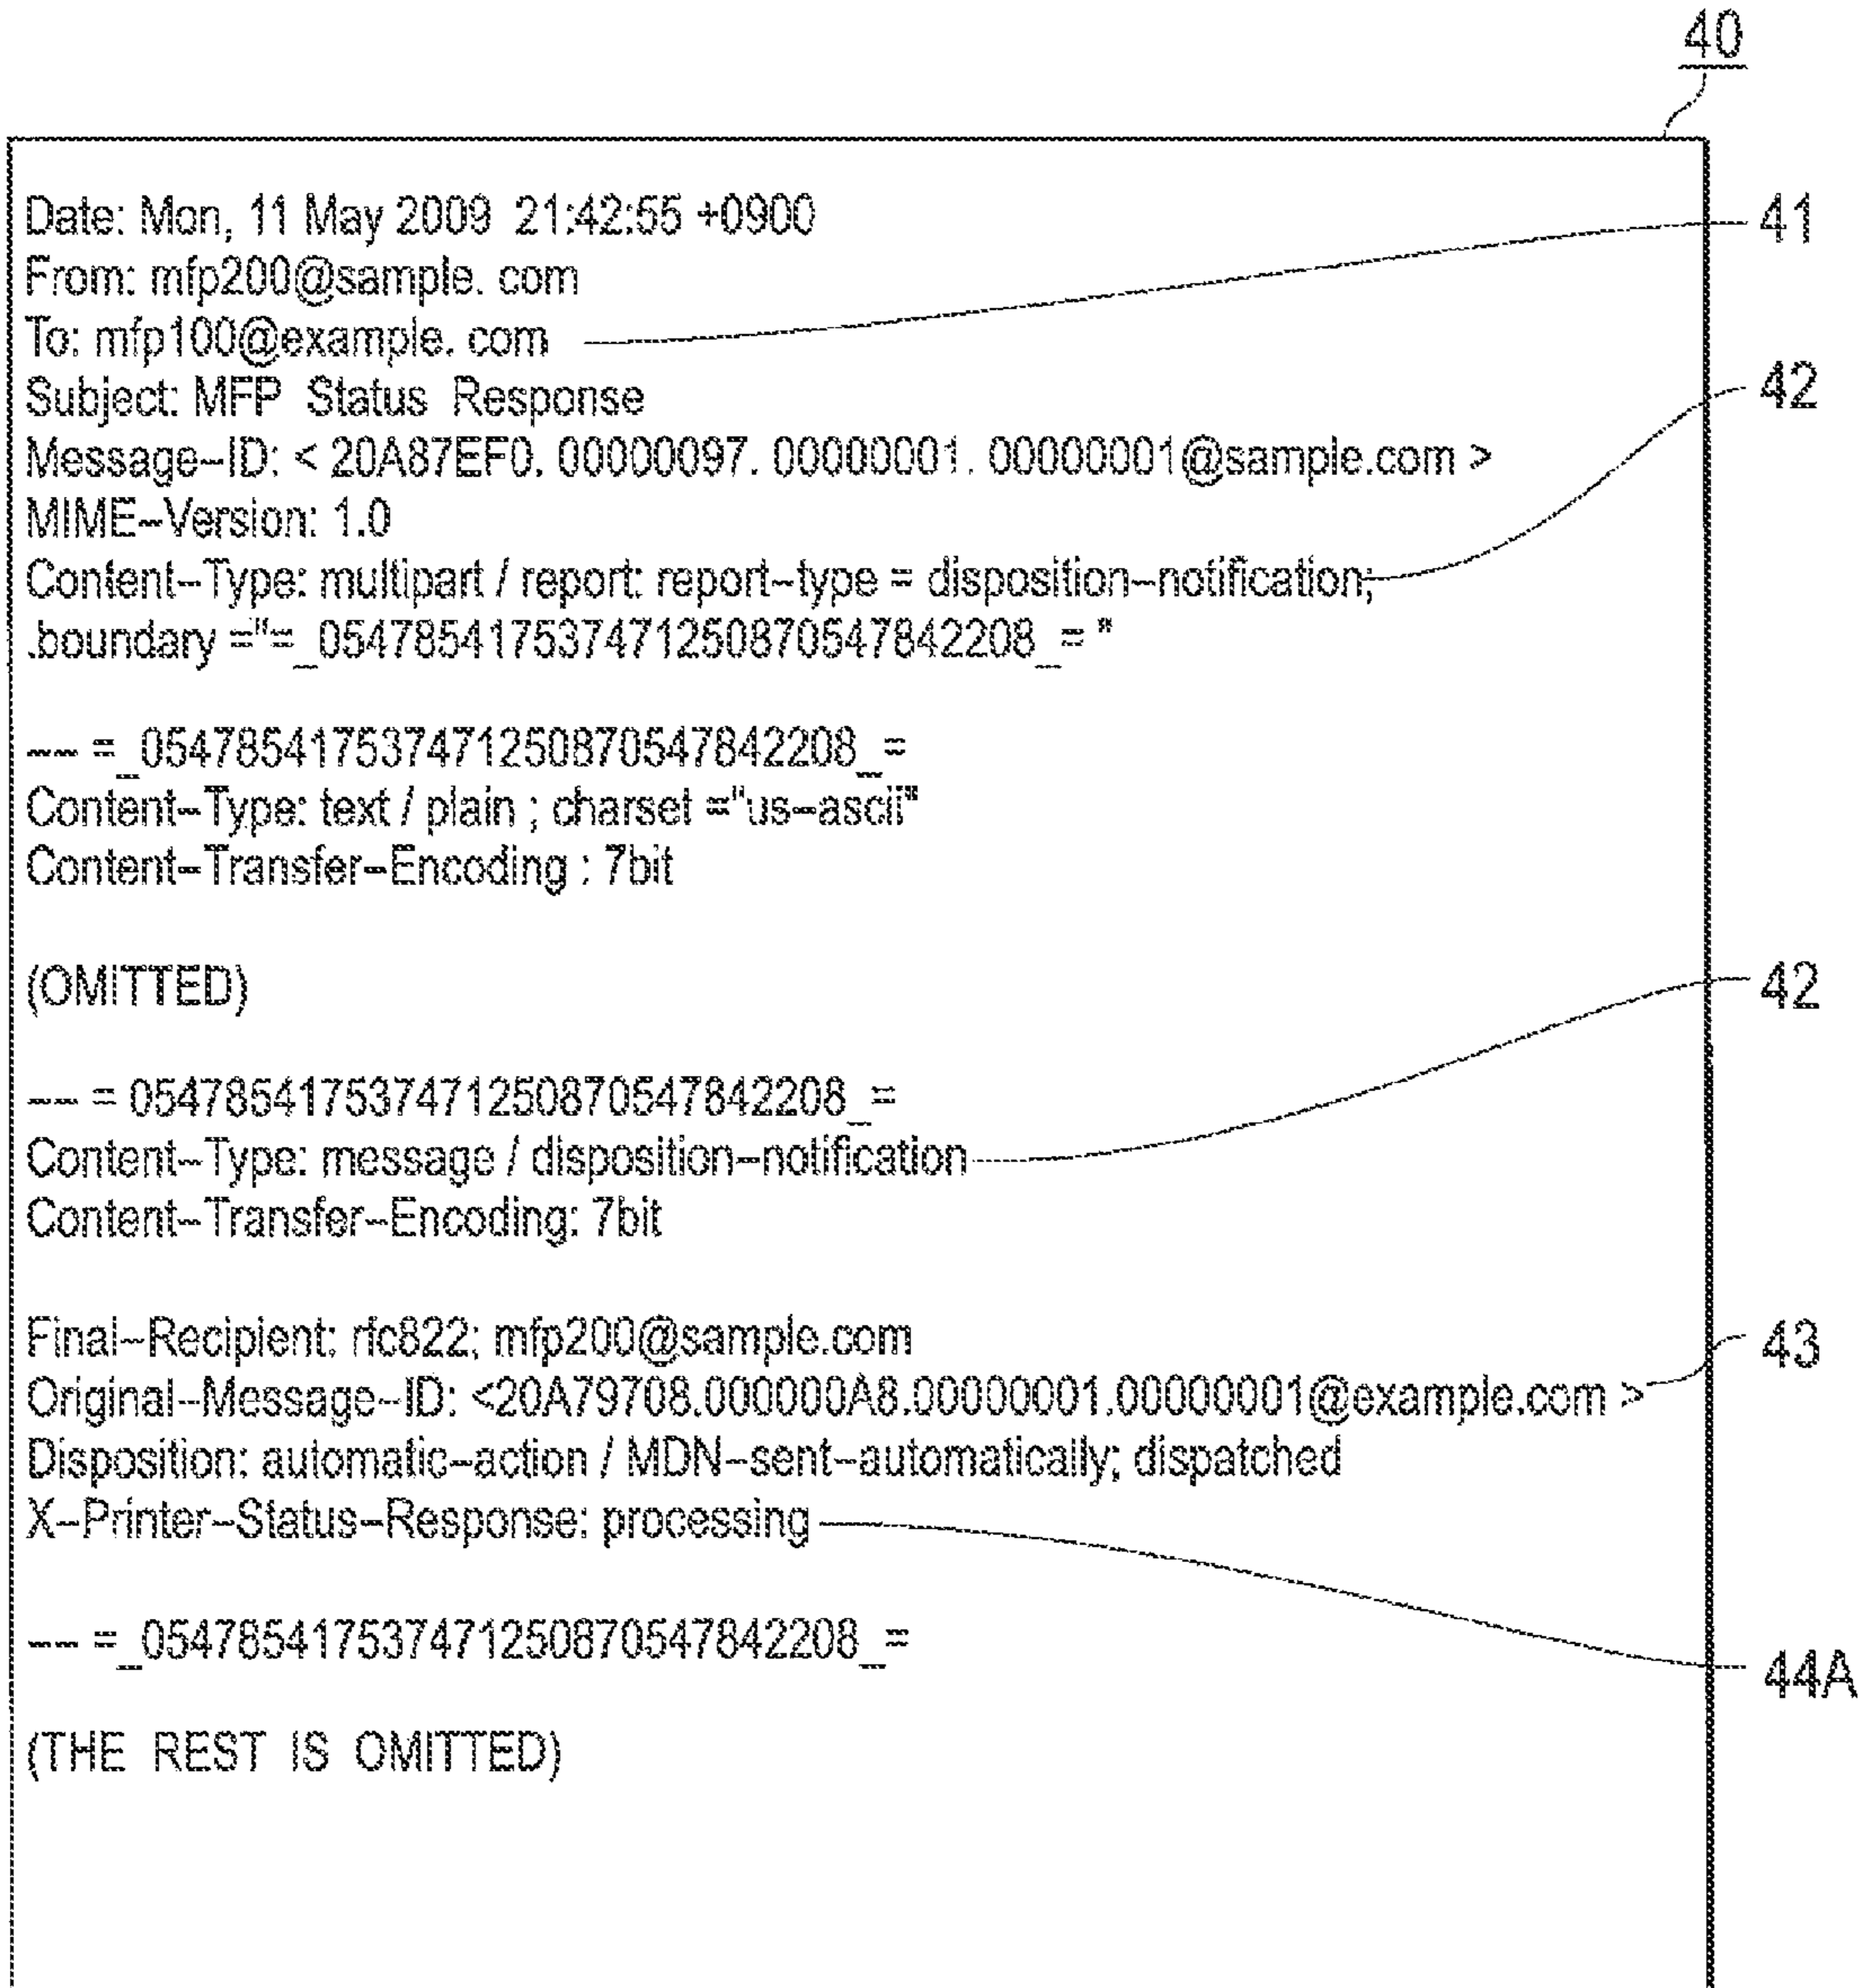 40
Date: Mon, 11 May 2009 21:42:55 +0900
41
From: mfp200@sample. com
To: mfp100@example. com
Subject: MFP Status Response
42
Message-ID: < 20A87EF0. 00000097. 00000001. 00000001@sample.com >
MIME-Version: 1.0
Content-Type: multipart / report: report-type = disposition-notification;
.boundary ="=_05478541753747125087054784 2208_= "
-- =_054785417537471250870547842208_=
Content-Type: text / plain ; charset ="us-ascii"
Content-Transfer-Encoding : 7bit
(OMITTED)
42
-- = 054785417537471250870547842208_=
Content-Type: message / disposition-notification
Content-Transfer-Encoding: 7bit
Final-Recipient: rfc822; mfp200@sample.com
43
Original-Message-ID: <20A79708.000000A8.00000001.00000001@example.com >
Disposition: automatic-action / MDN-sent-automatically; dispatched
X-Printer-Status-Response: processing
-- =_054785417537471250870547842208_=
44A
(THE REST IS OMITTED)